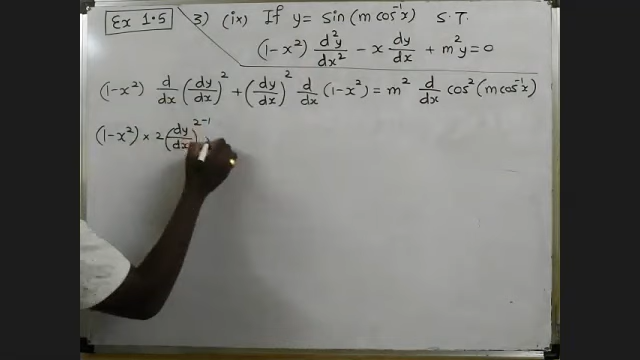 Ex 1.5 3) (ix) If y = sin(m cos⁻¹x) S.T.
(1-x²) d²y/dx² - x dy/dx + m²y = 0
(1-x²) d/dx (dy/dx)² + (dy/dx)² d/dx (1-x²) = m² d/dx cos²(m cos⁻¹x)
(1-x²) × 2(dy/dx)²⁻¹